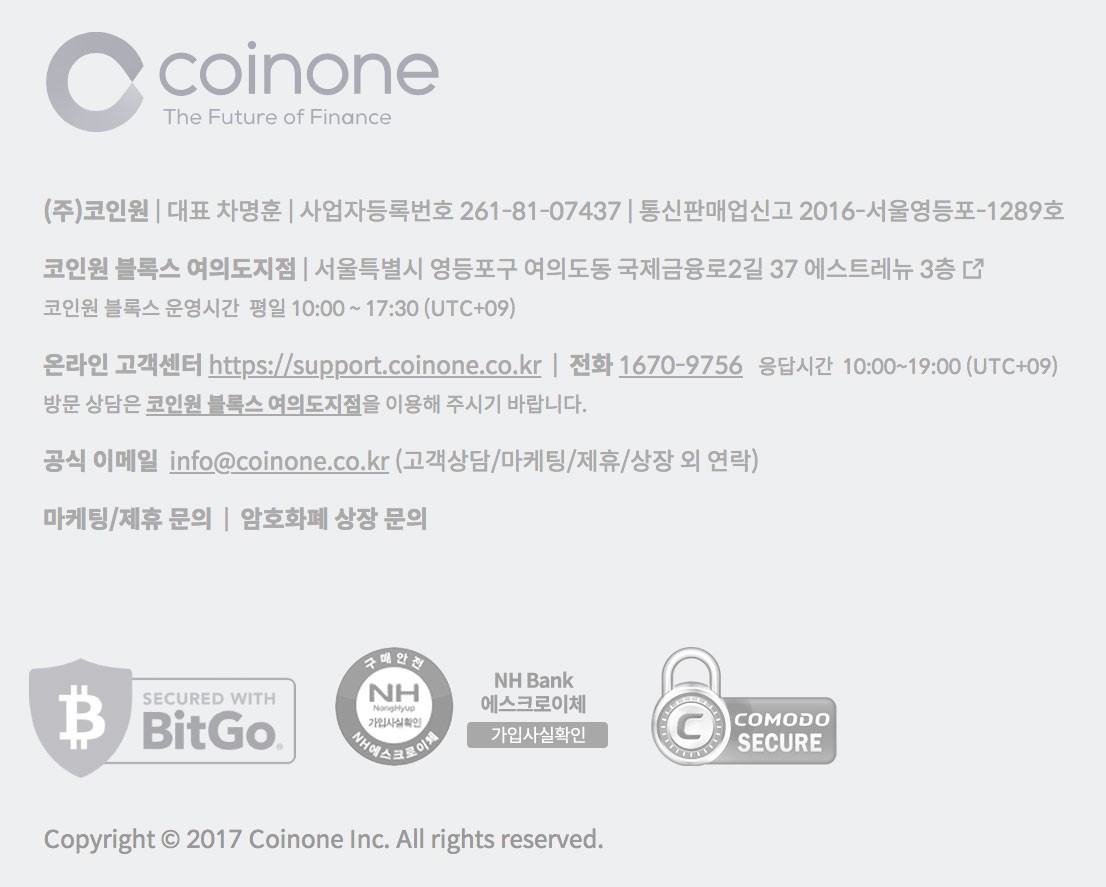 coinone
The Future of Finance
(주)코인원 | 대표 차명훈 | 사업자등록번호 261-81-07437 | 통신판매업신고 2016-서울영등포-1289호
코인원 블록스 여의도지점 | 서울특별시 영등포구 여의도동 국제금융로2길 37 에스트레뉴 3층
코인원 블록스 운영시간 평일 10:00 ~ 17:30 (UTC+09)
온라인 고객센터 https://support.coinone.co.kr | 전화 1670-9756 응답시간 10:00~19:00 (UTC+09)
방문 상담은 코인원 블록스 여의도지점을 이용해 주시기 바랍니다.
공식 이메일 info@coinone.co.kr (고객상담/마케팅/제휴/상장 외 연락)
마케팅/제휴 문의 | 암호화폐 상장 문의
SECURED WITH
BitGo®
구매안전
NH
NongHyup
가입사실확인
NH에스크로이체
NH Bank
에스크로이체
가입사실확인
C
COMODO
SECURE
Copyright © 2017 Coinone Inc. All rights reserved.